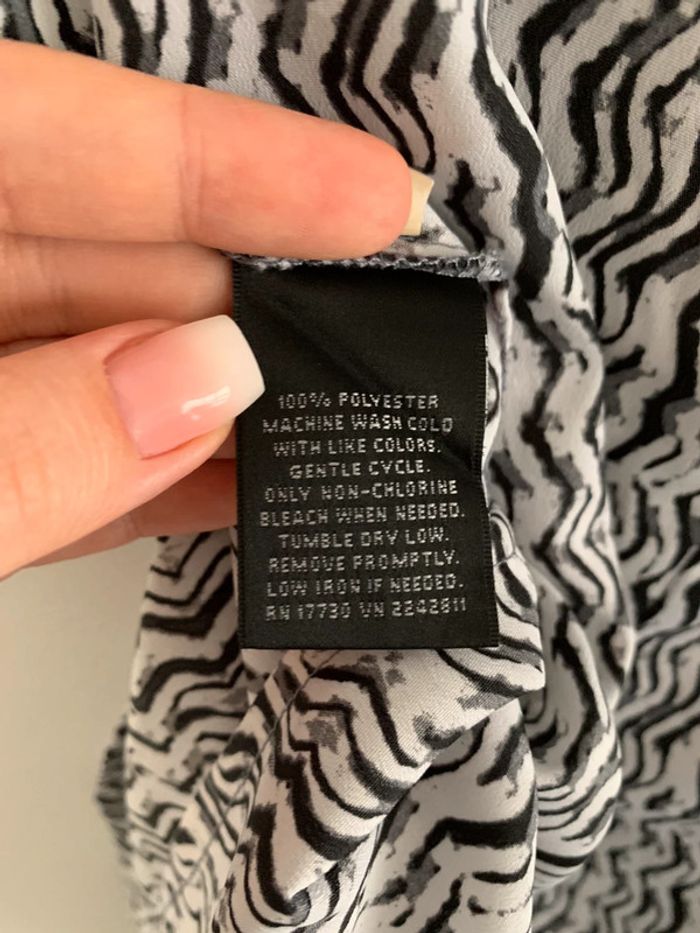 100% POLYESTER
MACHINE WASH COLD
WITH LIKE COLORS.
GENTLE CYCLE.
ONLY NON-CHLORINE
BLEACH WHEN NEEDED.
TUMBLE DRY LOW.
REMOVE PROMPTLY.
LOW IRON IF NEEDED.
RN 17730 VN 2242611